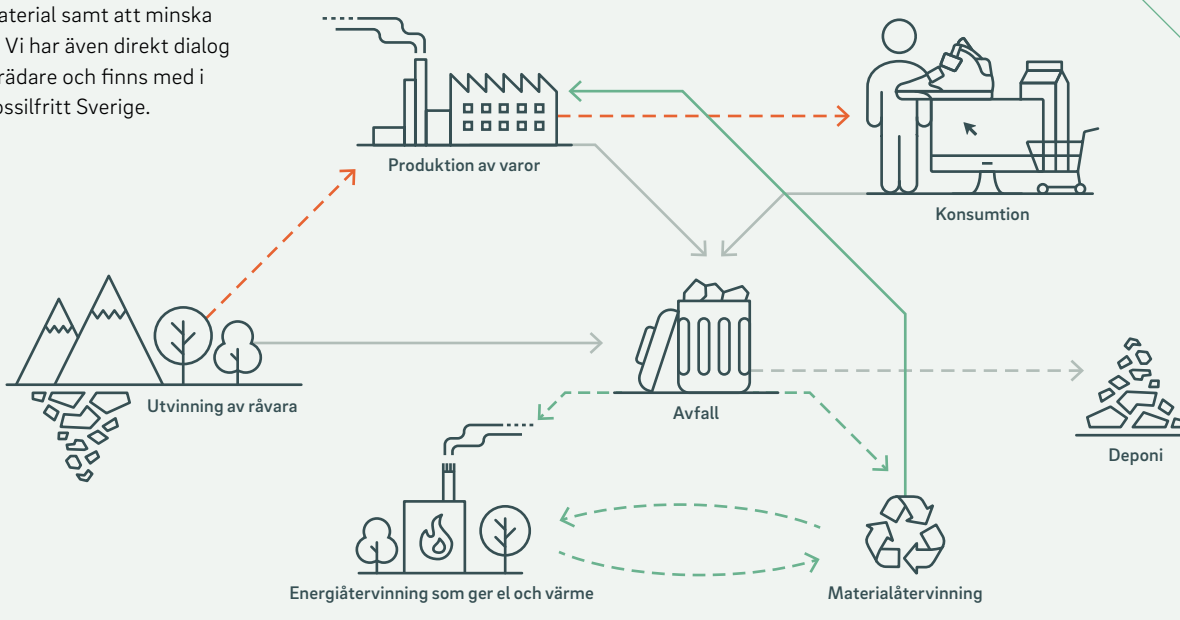 aterial samt att minska
Vi har även direkt dialog
rädare och finns med i
ossilfritt Sverige.
Produktion av varor
Konsumtion
Utvinning av råvara
Avfall
Deponi
Energiåtervinning som ger el och värme
Materialåtervinning